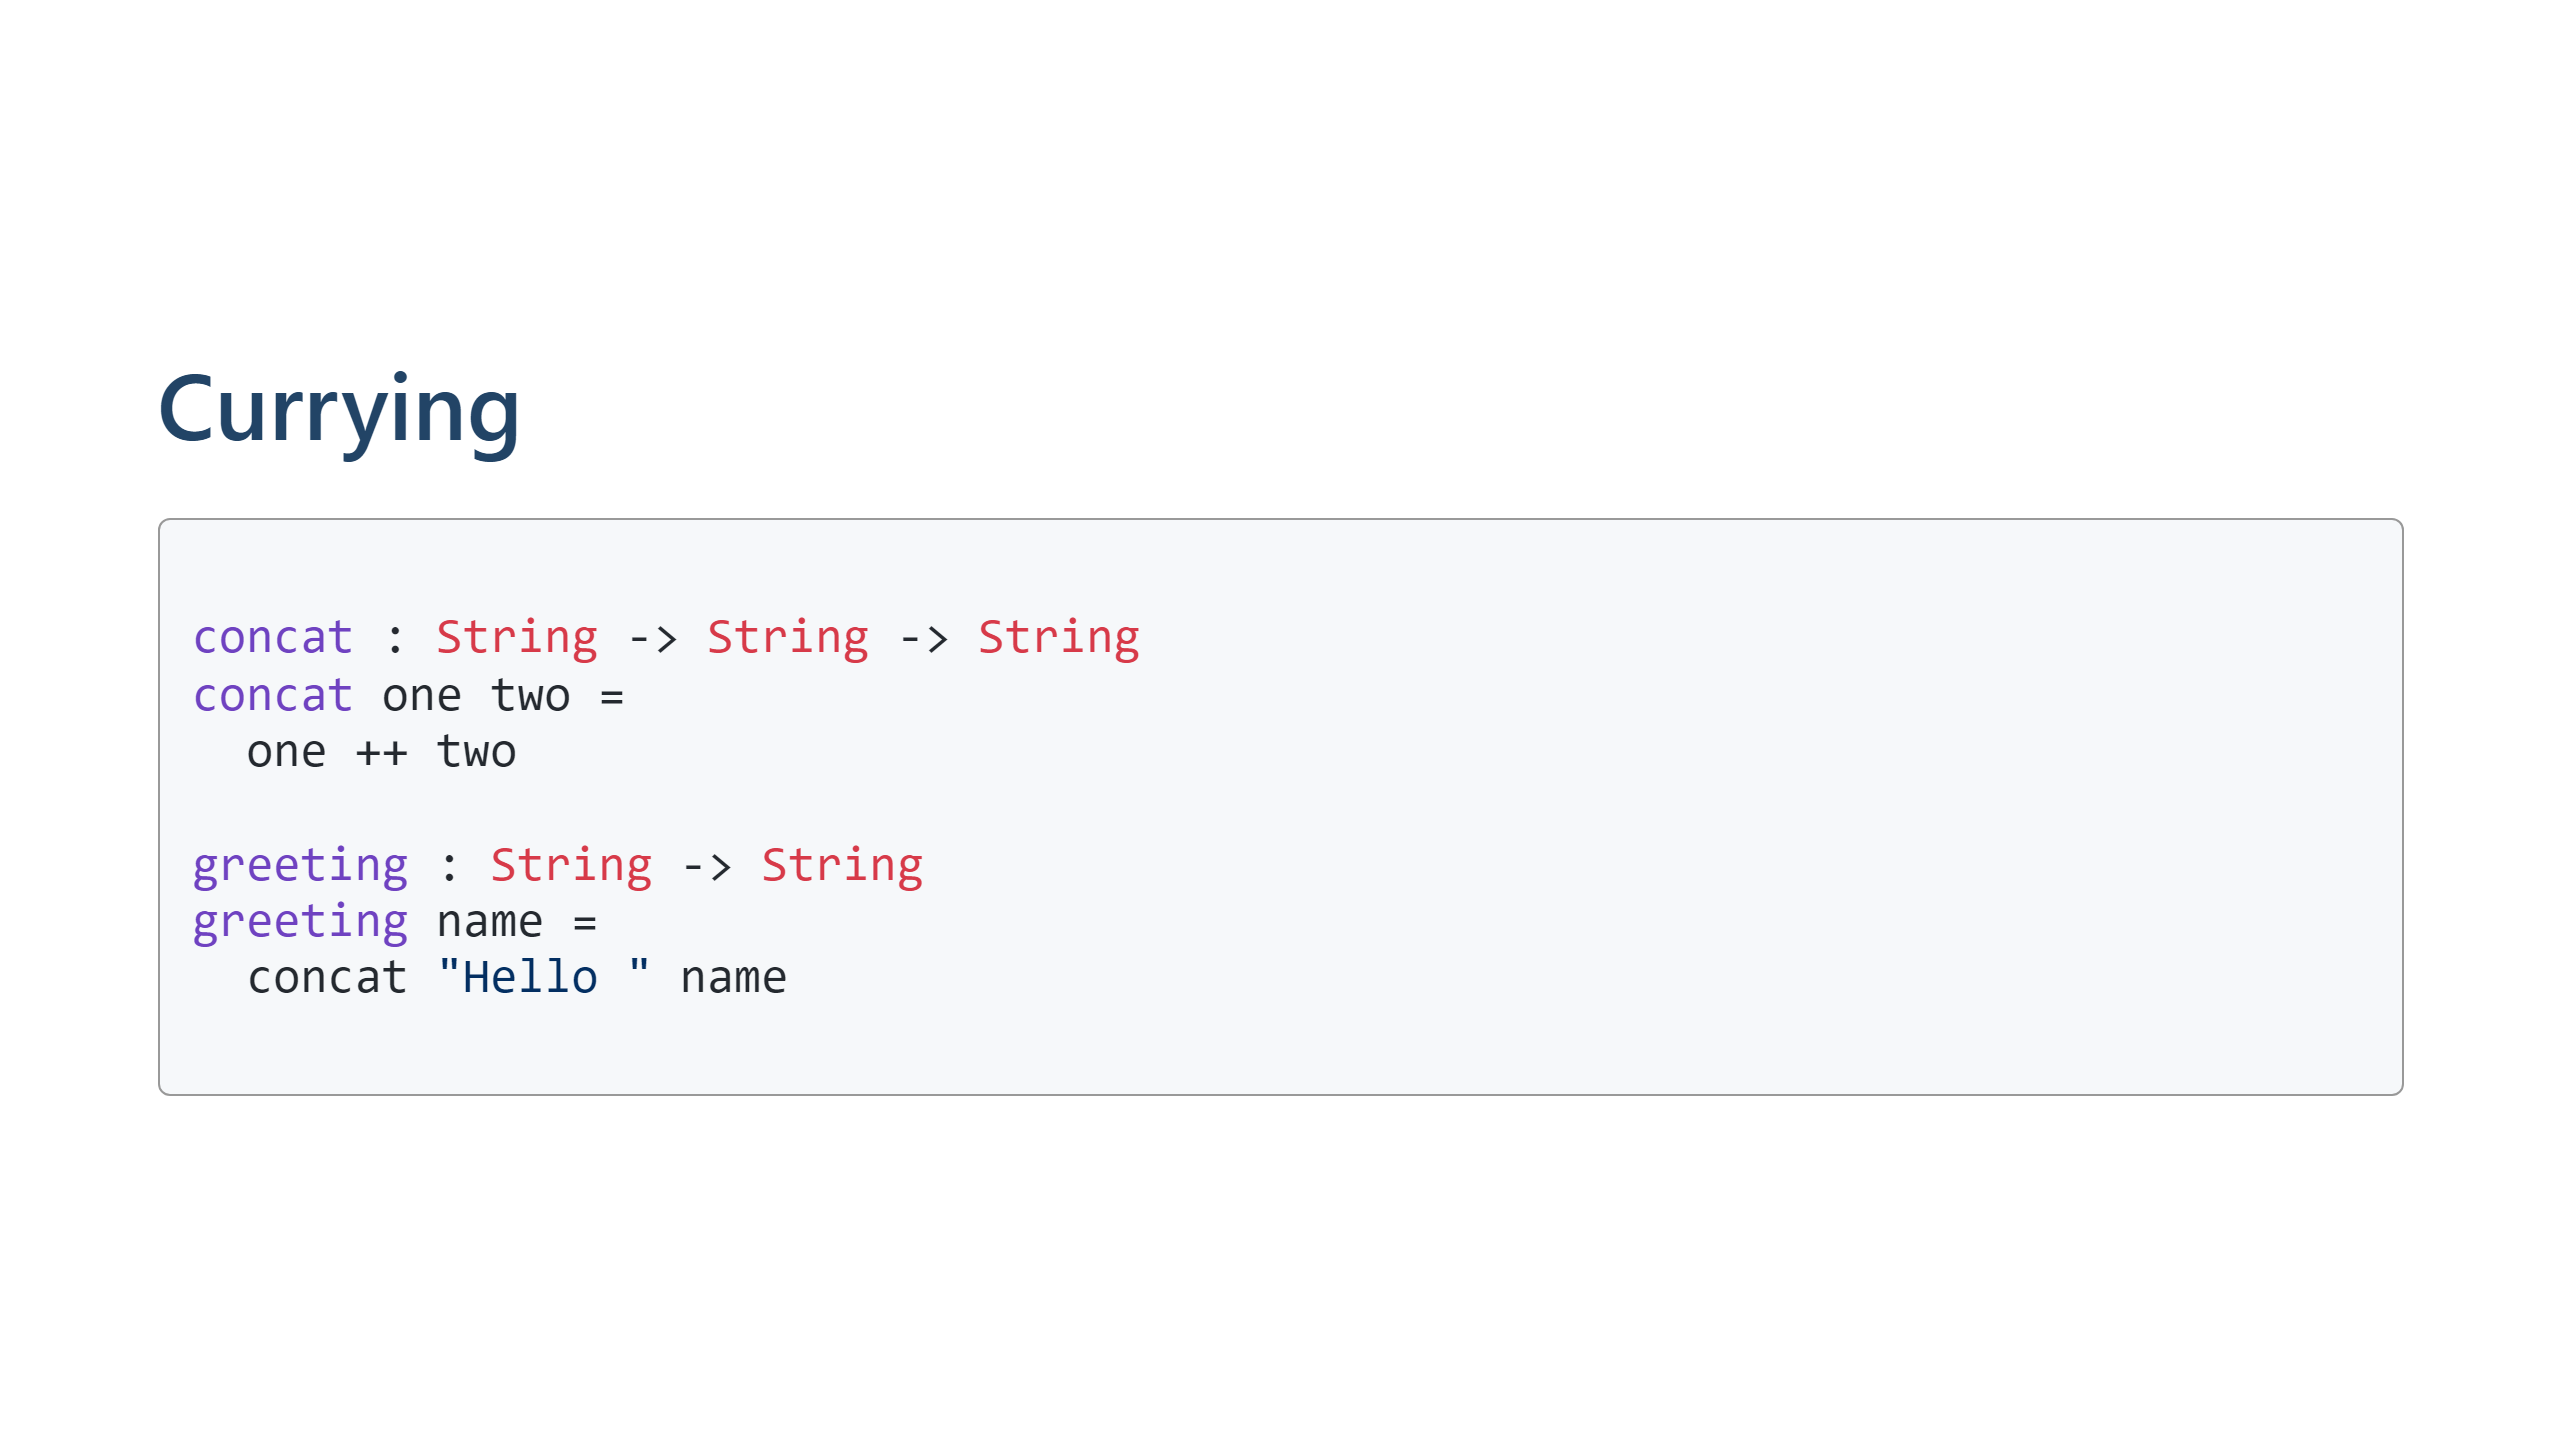 Currying
concat : String -> String -> String
concat one two =
  one ++ two
greeting : String -> String
greeting name =
  concat "Hello " name